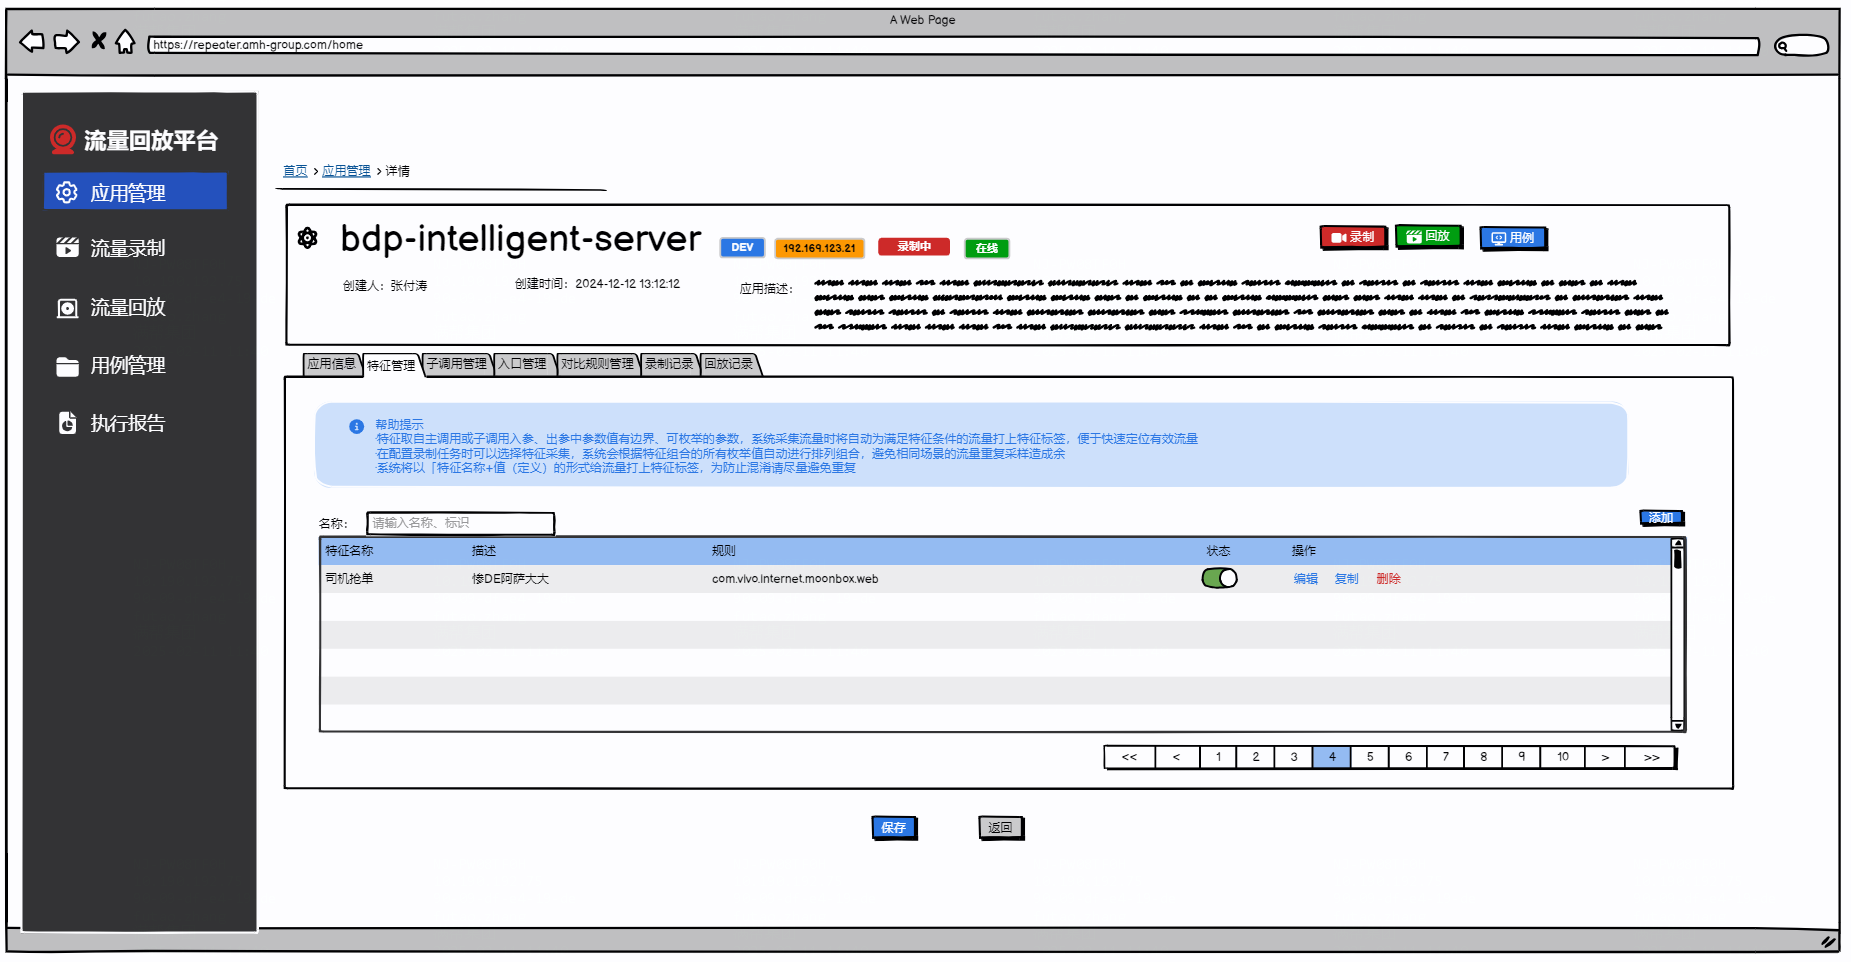 A Web Page
https://repeater.amh-group.com/home
流量回放平台
应用管理
流量录制
流量回放
用例管理
执行报告
首页 > 应用管理 > 详情
bdp-intelligent-server DEV 192.169.123.21 录制中 在线
录制 回放 用例
创建人：张付涛 创建时间：2024-12-12 13:12:12 应用描述：
应用信息 特征管理 子调用管理 入口管理 对比规则管理 录制记录 回放记录
帮助提示
·特征取自主调用或子调用入参、出参中参数值有边界、可枚举的参数，系统采集流量时将自动为满足特征条件的流量打上特征标签，便于快速定位有效流量
·在配置录制任务时可以选择特征采集，系统会根据特征组合的所有枚举值自动进行排列组合，避免相同场景的流量重复采样造成余
·系统将以「特征名称+值（定义）的形式给流量打上特征标签，为防止混淆请尽量避免重复
名称： 请输入名称、标识 添加
特征名称 描述 规则 状态 操作
司机抢单 惨DE阿萨大大 com.vivo.internet.moonbox.web 编辑 复制 删除
<< < 1 2 3 4 5 6 7 8 9 10 > >>
保存 返回